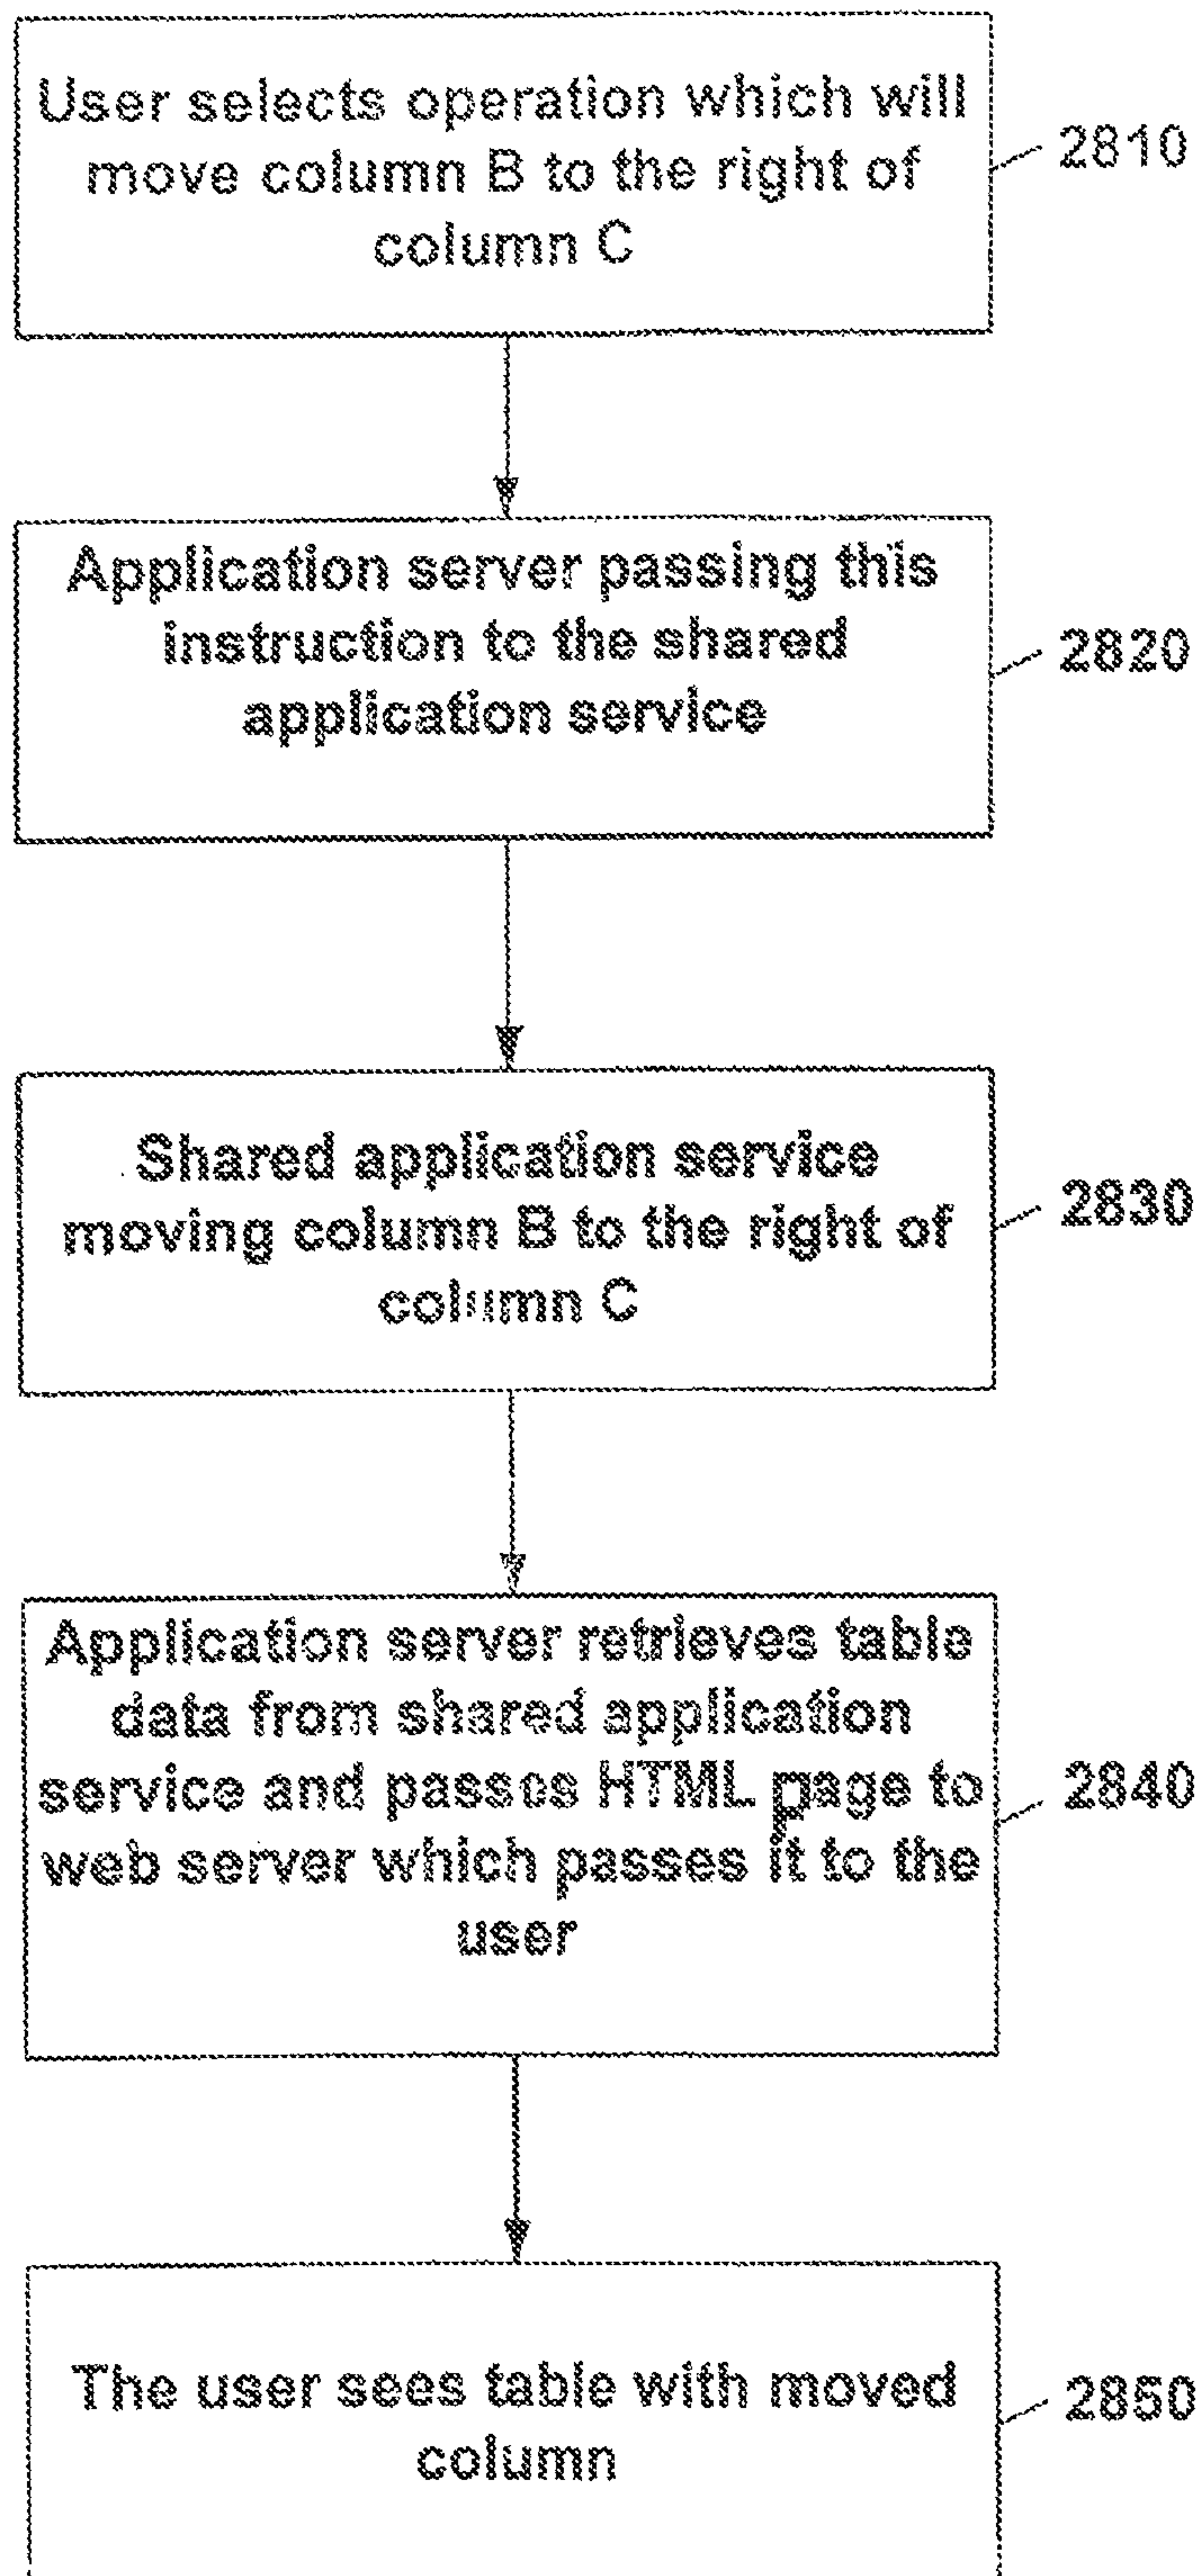 User selects operation which will
move column B to the right of
column C
2810
Application server passing this
instruction to the shared
application service
2820
Shared application service
moving column B to the right of
column C
2830
Application server retrieves table
data from shared application
service and passes HTML page to
web server which passes it to the
user
2840
The user sees table with moved
column
2850